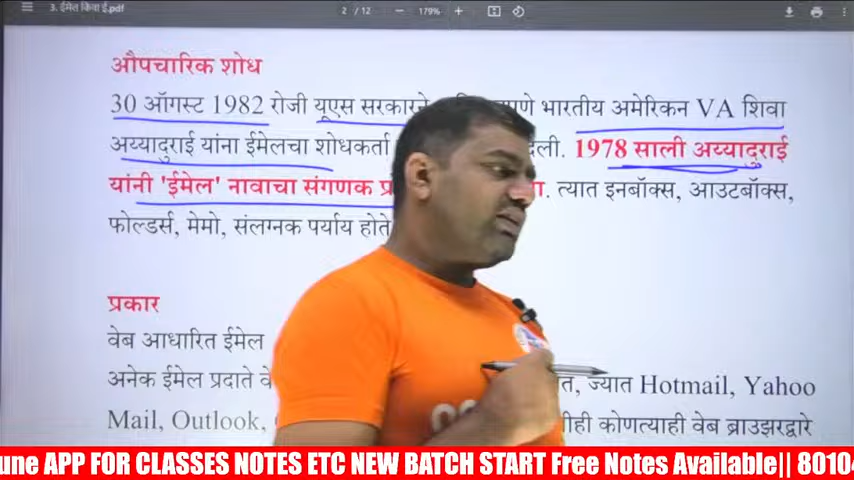 3. ईमेल किंवा ई.pdf
2 / 12
179%
औपचारिक शोध
30 ऑगस्ट 1982 रोजी यूएस सरकारने भारतीय अमेरिकन VA शिवा
अय्यादुराई यांना ईमेलचा शोधकर्ता 1978 साली अय्यादुराई
यांनी 'ईमेल' नावाचा संगणक त्यात इनबॉक्स, आउटबॉक्स,
फोल्डर्स, मेमो, संलग्नक पर्याय होते
प्रकार
वेब आधारित ईमेल
अनेक ईमेल प्रदाते ज्यात Hotmail, Yahoo
Mail, Outlook, कोणत्याही वेब ब्राउझरद्वारे
une APP FOR CLASSES NOTES ETC NEW BATCH START Free Notes Available|| 8010